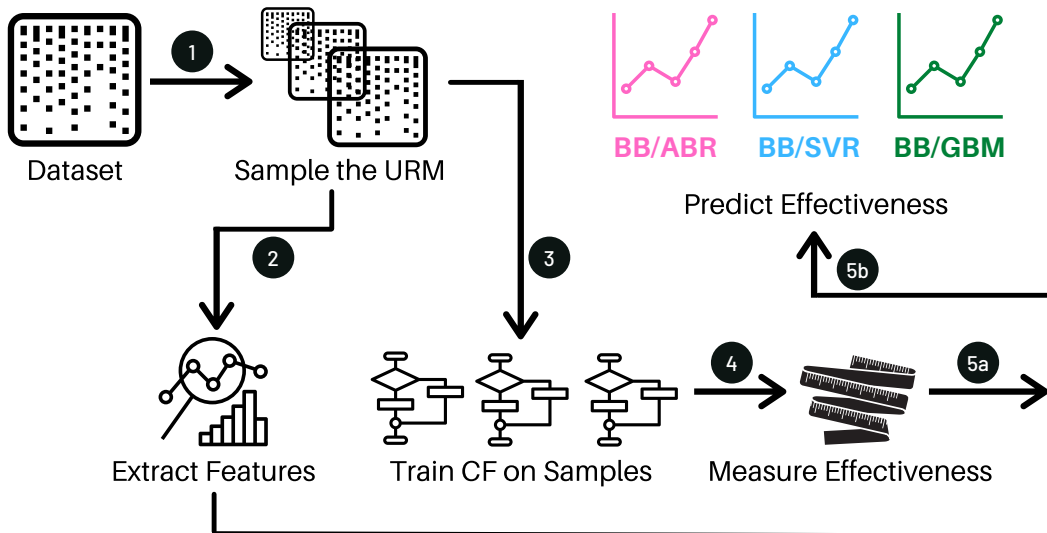 1
Dataset
Sample the URM
BB/ABR
BB/SVR
BB/GBM
Predict Effectiveness
2
3
5b
4
5a
Extract Features
Train CF on Samples
Measure Effectiveness